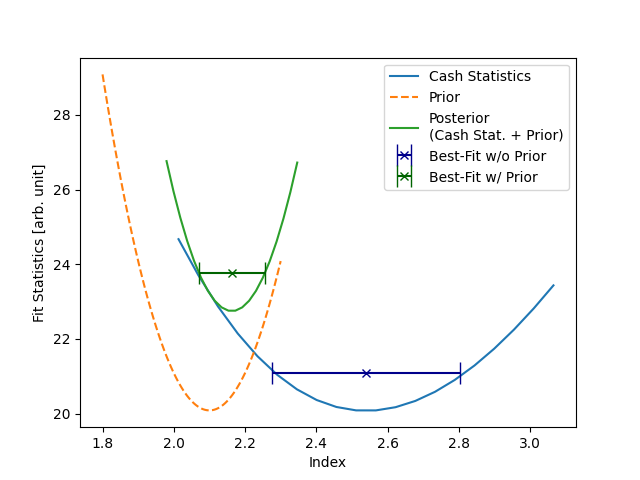 Cash Statistics
Prior
Posterior
(Cash Stat. + Prior)
Best-Fit w/o Prior
Best-Fit w/ Prior
Fit Statistics [arb. unit]
28
26
24
22
20
1.8 2.0 2.2 2.4 2.6 2.8 3.0
Index